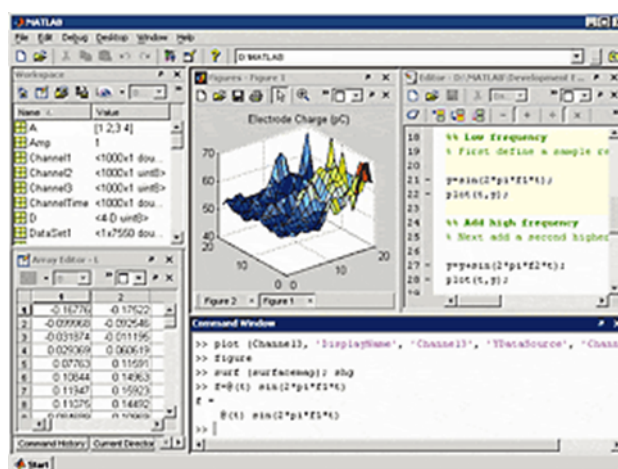 MATLAB
File Edit Debug Desktop Window Help
D:\MATLAB
Workspace
Name Value
A [1 2;3 4]
Amp 1
Channel1 <1000x1 dou...
Channel2 <1000x1 uint8>
Channel3 <1000x1 uint8>
ChannelTime <1000x1 dou...
D <4-D uint8>
DataSet1 <1x7550 dou...
Array Editor - L
1 2
1 -0.16776 -0.17522
2 -0.099968 -0.092546
3 -0.031874 -0.011195
4 0.029069 0.060619
5 0.07763 0.11591
6 0.10844 0.14963
7 0.11947 0.15923
8 0.11075 0.14492
Command History Current Director
Figures - Figure 1
Electrode Charge (pC)
70
60
50
40
20
10
0
0
10
20
Figure 2 Figure 1
Editor - D:\MATLAB\Development E...
18 %% Low frequency
19 % First define a sample
20
21 y=sin(2*pi*f1*t);
22 plot(t,y);
23
24 %% Add high frequency
25 % Next add a second higher
26
27 y=y+sin(2*pi*f2*t);
28 plot(t,y);
Command Window
>> plot (Channel3, 'DisplayName', 'Channel3', 'YDataSource', 'Chann
>> figure
>> surf (surfacemap); shg
>> f=@(t) sin(2*pi*f1*t)
f =
@(t) sin(2*pi*f1*t)
>>
Start